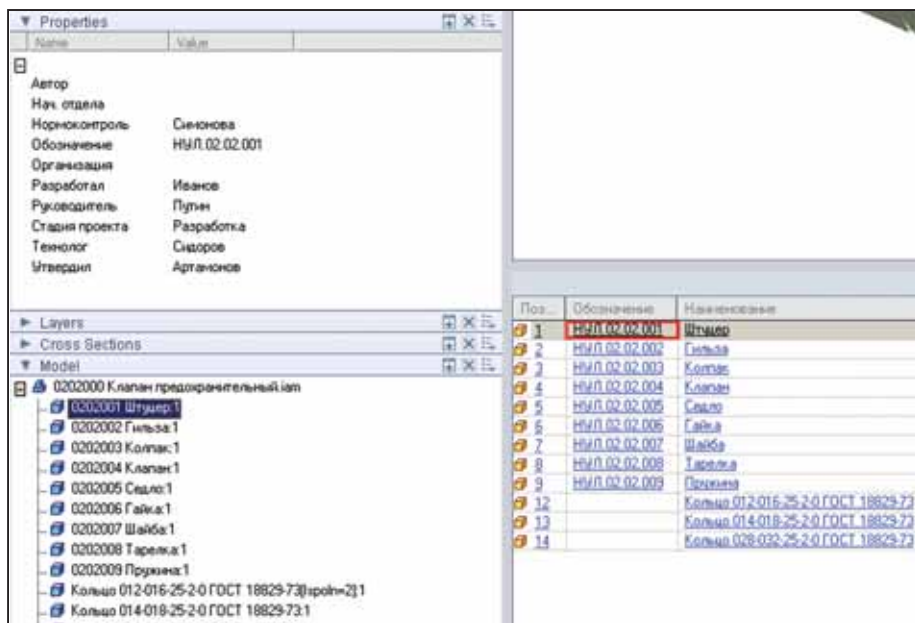 Properties
Name Value
Автор
Нач. отдела
Нормоконтроль Симонова
Обозначение НУЛ.02.02.001
Организация
Разработал Иванов
Руководитель Путин
Стадия проекта Разработка
Технолог Сидоров
Утвердил Артамонов
Layers
Cross Sections
Model
0202000 Клапан предохранительный.iam
0202001 Штуцер:1
0202002 Гильза:1
0202003 Колпак:1
0202004 Клапан:1
0202005 Седло:1
0202006 Гайка:1
0202007 Шайба:1
0202008 Тарелка:1
0202009 Пружина:1
Кольцо 012-016-25-2-0 ГОСТ 18829-73[Ispoln=2]:1
Кольцо 014-018-25-2-0 ГОСТ 18829-73:1
Поз... Обозначение Наименование
1 НУЛ.02.02.001 Штуцер
2 НУЛ.02.02.002 Гильза
3 НУЛ.02.02.003 Колпак
4 НУЛ.02.02.004 Клапан
5 НУЛ.02.02.005 Седло
6 НУЛ.02.02.006 Гайка
7 НУЛ.02.02.007 Шайба
8 НУЛ.02.02.008 Тарелка
9 НУЛ.02.02.009 Пружина
12 Кольцо 012-016-25-2-0 ГОСТ 18829-73
13 Кольцо 014-018-25-2-0 ГОСТ 18829-73
14 Кольцо 028-032-25-2-0 ГОСТ 18829-73